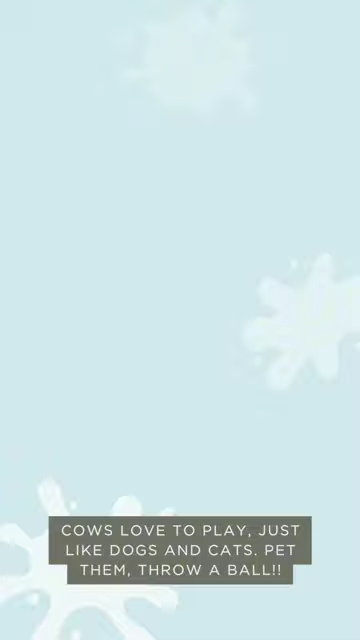 COWS LOVE TO PLAY, JUST
LIKE DOGS AND CATS. PET
THEM, THROW A BALL!!